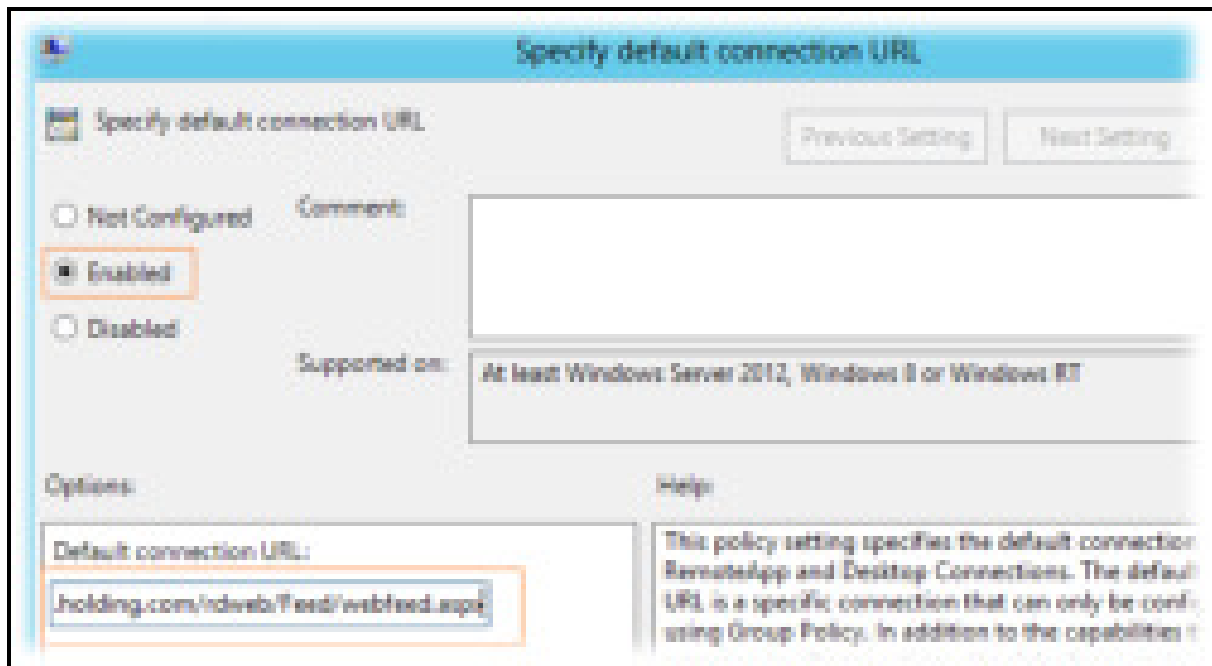 Specify default connection URL
Specify default connection URL
Previous Setting
Next Setting
Not Configured
Comment:
Enabled
Disabled
Supported on:
At least Windows Server 2012, Windows 8 or Windows RT
Options:
Help:
Default connection URL:
.holding.com/rdweb/Feed/webfeed.aspx
This policy setting specifies the default connection
RemoteApp and Desktop Connections. The default
URL is a specific connection that can only be conf
using Group Policy. In addition to the capabilities t